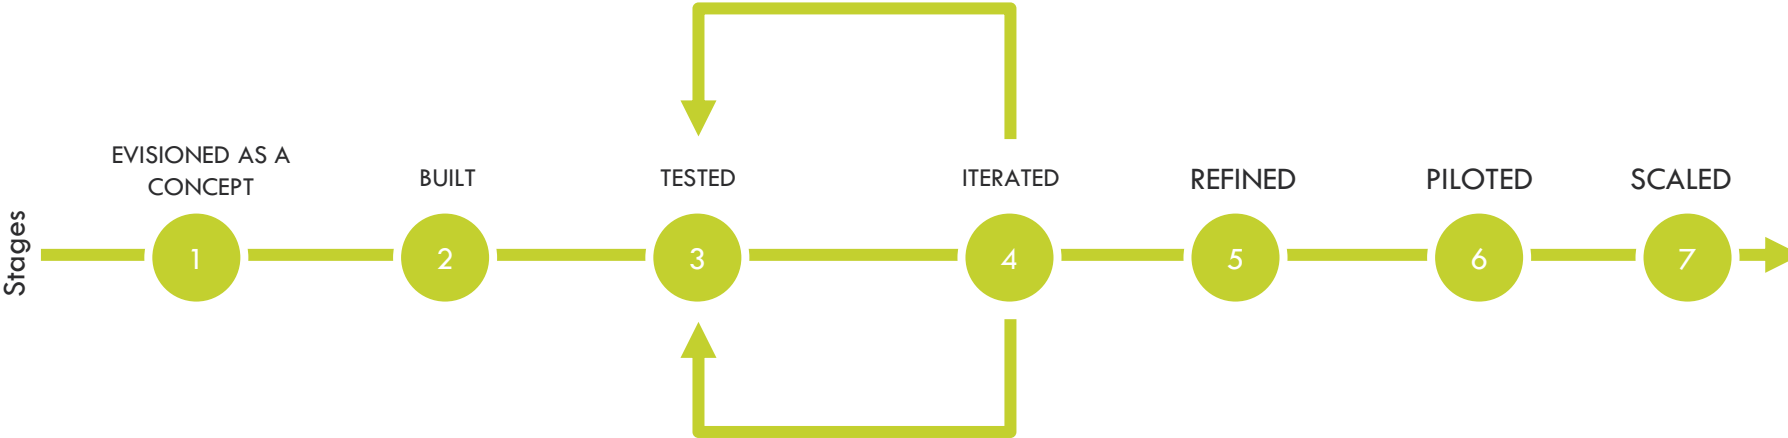 EVISIONED AS A
CONCEPT
BUILT
TESTED
ITERATED
REFINED
PILOTED
SCALED
Stages
1
2
3
4
5
6
7